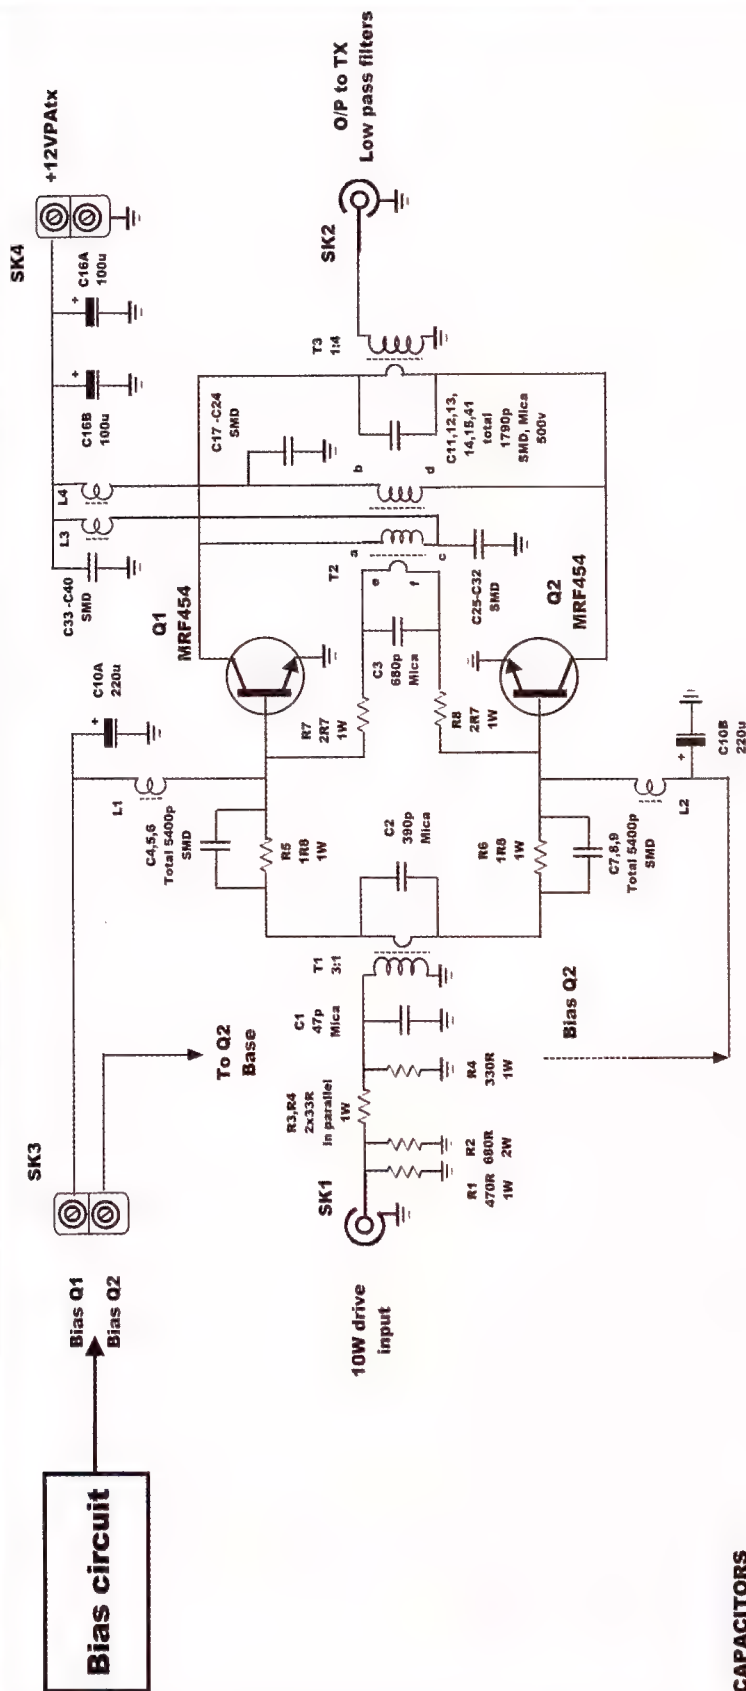 Bias circuit
Bias Q1
Bias Q2
SK3
To Q2
Base
10W drive
input
SK1
R1
470R
1W
R2
680R
2W
R3,R4
2x33R
In parallel
1W
R4
330R
1W
C1
47p
Mica
T1
3:1
Bias Q2
C2
390p
Mica
R5
1R8
1W
C4,5,6
Total 5400p
SMD
L1
R6
1R8
1W
C7,8,9
Total 5400p
SMD
L2
C10A
220u
+
C10B
220u
+
R7
2R7
1W
R8
2R7
1W
C3
680p
Mica
Q1
MRF454
Q2
MRF454
T2
a
b
c
d
e
f
C33 -C40
SMD
L3
L4
C25-C32
SMD
C17 -C24
SMD
C11,12,13,
14,15,41
total
1790p
SMD, Mica
500v
C16B
100u
+
C16A
100u
+
SK4
+12VPAtx
T3
1:4
SK2
O/P to TX
Low pass filters
CAPACITORS